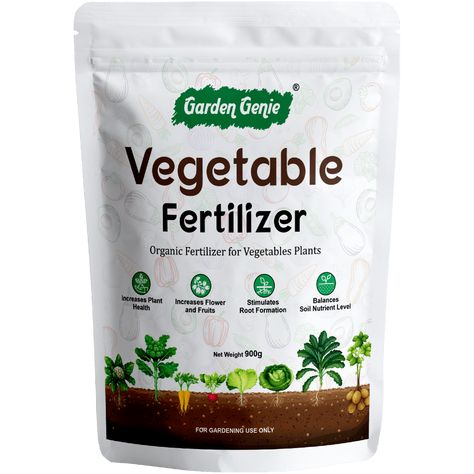 Garden Genie ®
Vegetable
Fertilizer
Organic Fertilizer for Vegetables Plants
Increases Plant
Health
Increases Flower
and Fruits
Stimulates
Root Formation
Balances
Soil Nutrient Level
Net Weight 900g
FOR GARDENING USE ONLY